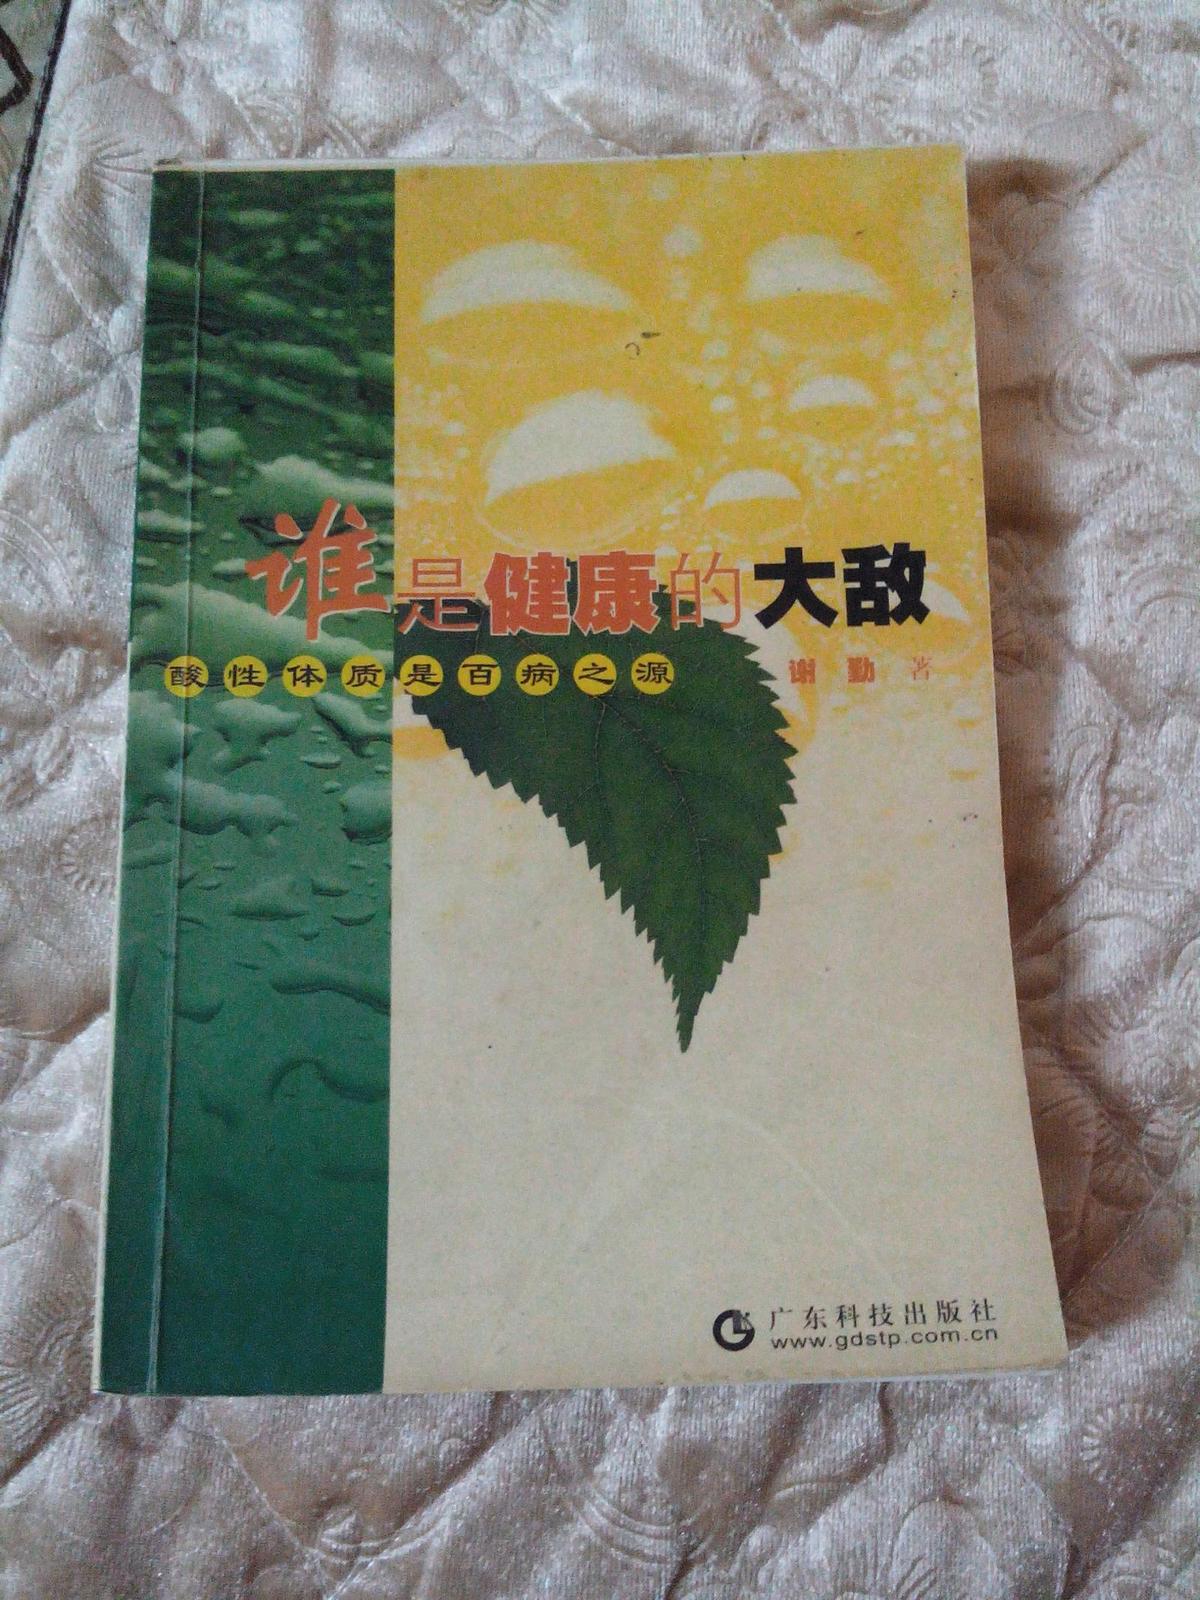 谁是健康的大敌
酸性体质是百病之源
谢勤 著
广东科技出版社
www.gdstp.com.cn